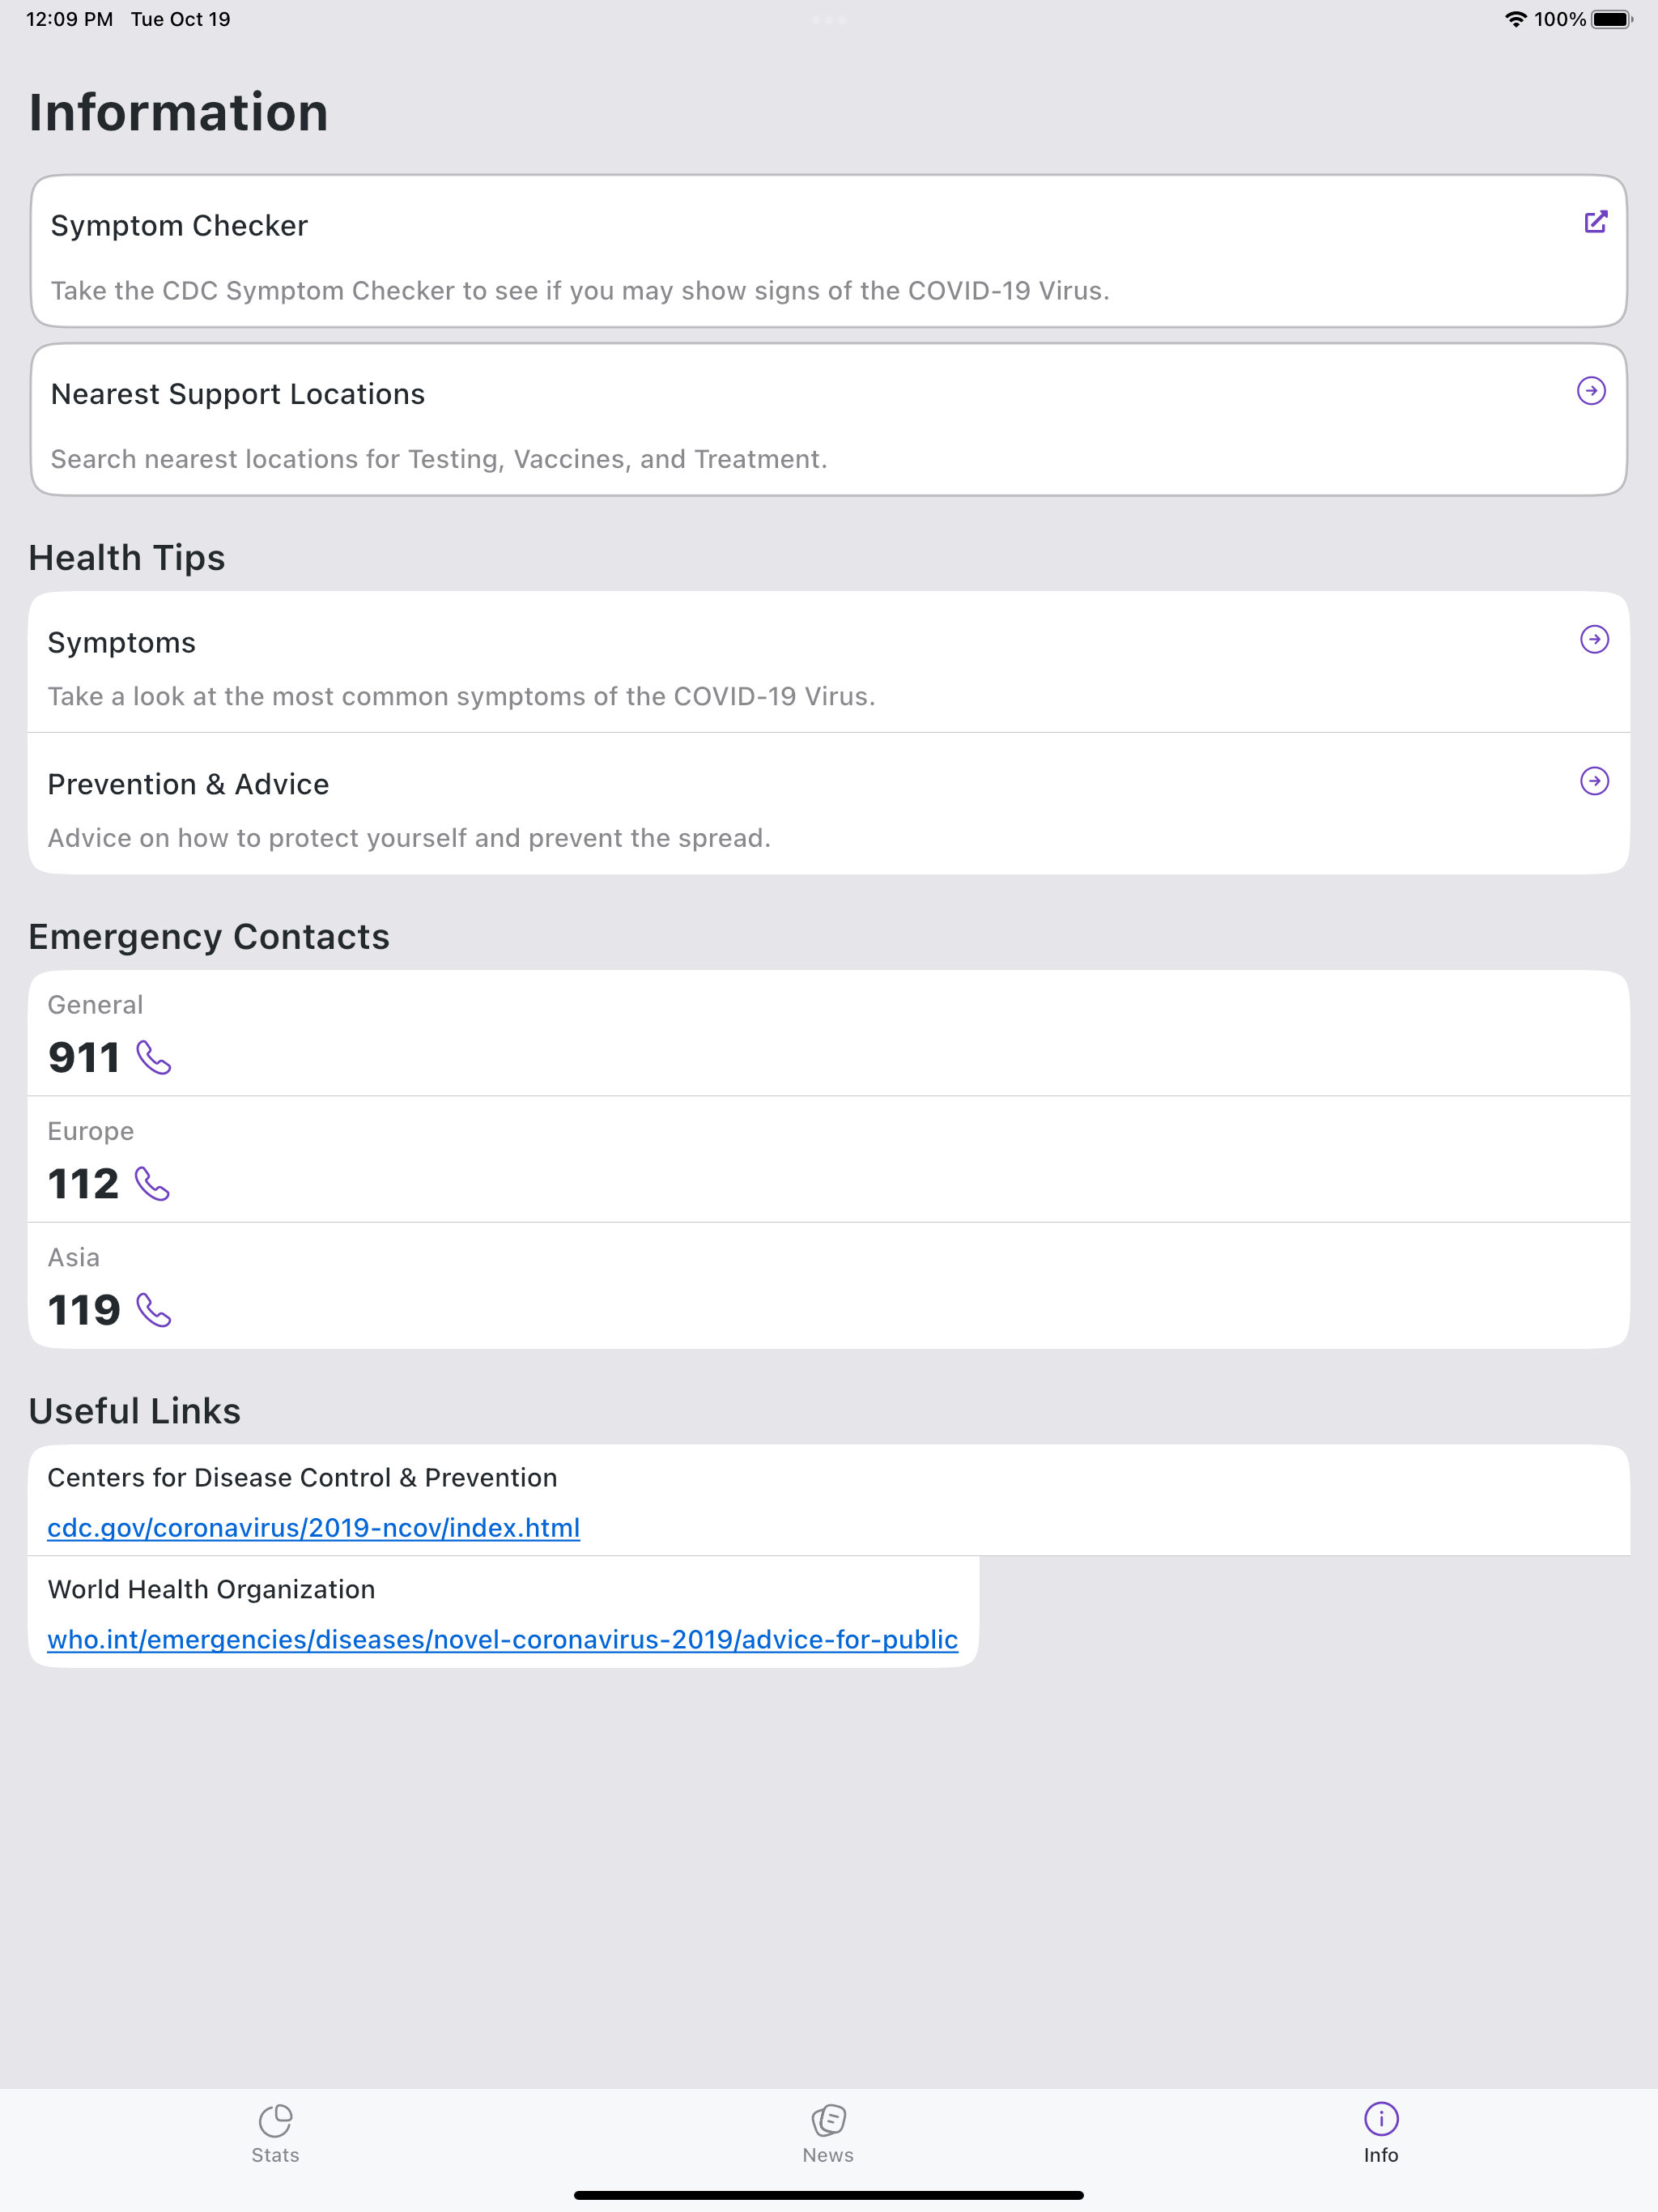 12:09 PM Tue Oct 19
100%
Information
Symptom Checker
Take the CDC Symptom Checker to see if you may show signs of the COVID-19 Virus.
Nearest Support Locations
Search nearest locations for Testing, Vaccines, and Treatment.
Health Tips
Symptoms
Take a look at the most common symptoms of the COVID-19 Virus.
Prevention & Advice
Advice on how to protect yourself and prevent the spread.
Emergency Contacts
General
911
Europe
112
Asia
119
Useful Links
Centers for Disease Control & Prevention
cdc.gov/coronavirus/2019-ncov/index.html
World Health Organization
who.int/emergencies/diseases/novel-coronavirus-2019/advice-for-public
Stats
News
Info